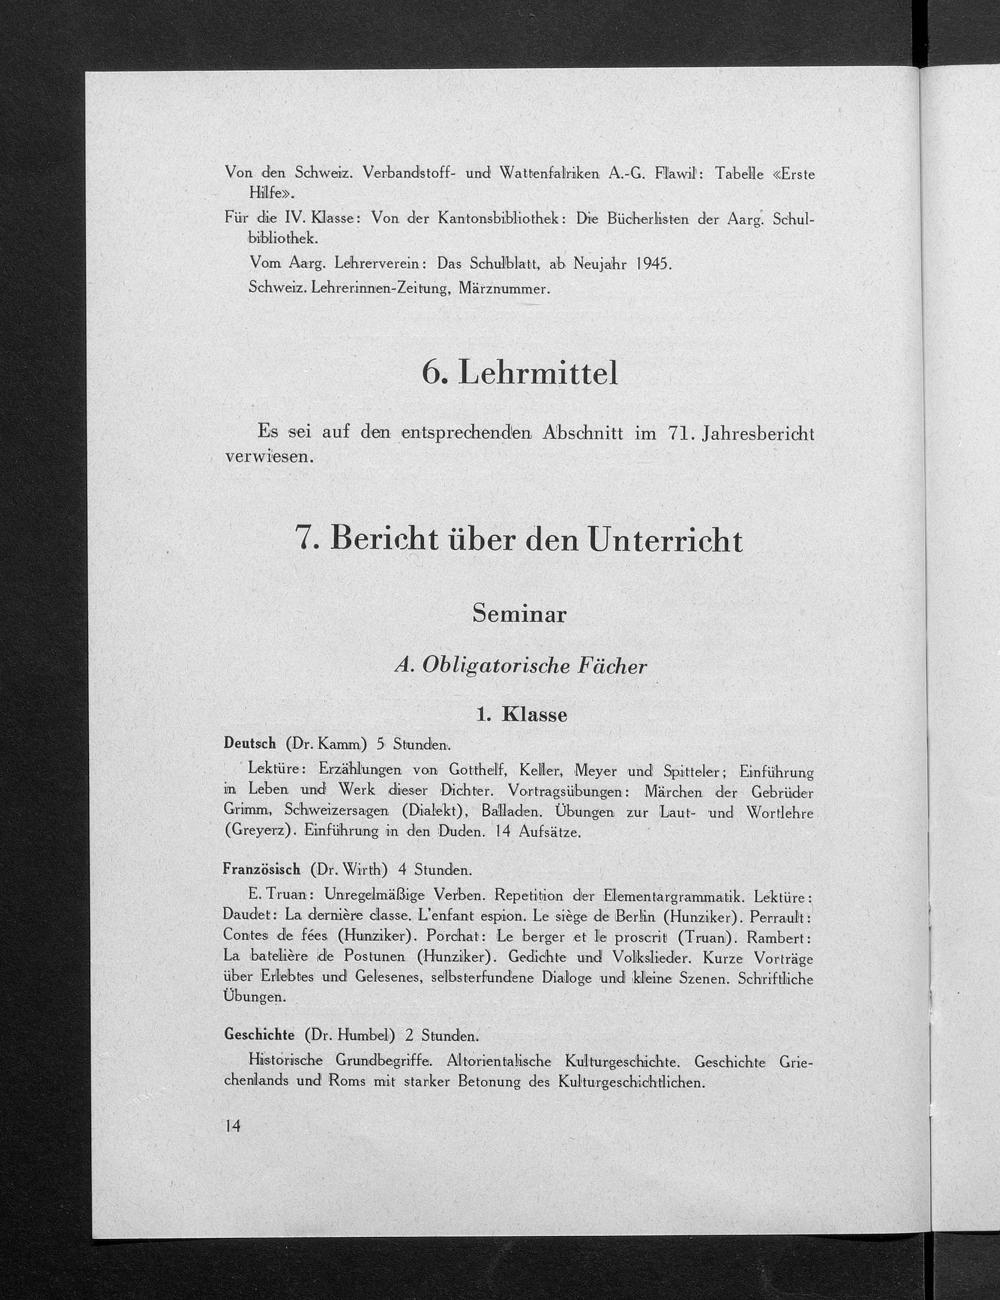 Von den Schweiz. Verbandstoff- und Wattenfabriken A.-G. Flawil: Tabelle «Erste
Hilfe».
Für die IV. Klasse: Von der Kantonsbibliothek: Die Bücherlisten der Aarg. Schul-
bibliothek.
Vom Aarg. Lehrerverein: Das Schulblatt, ab Neujahr 1945.
Schweiz. Lehrerinnen-Zeitung, Märznummer.
6. Lehrmittel
Es sei auf den entsprechenden Abschnitt im 71. Jahresbericht
verwiesen.
7. Bericht über den Unterricht
Seminar
A. Obligatorische Fächer
1. Klasse
Deutsch (Dr. Kamm) 5 Stunden.
Lektüre: Erzählungen von Gotthelf, Keller, Meyer und Spitteler; Einführung
in Leben und Werk dieser Dichter. Vortragsübungen: Märchen der Gebrüder
Grimm, Schweizersagen (Dialekt), Balladen. Übungen zur Laut- und Wortlehre
(Greyerz). Einführung in den Duden. 14 Aufsätze.
Französisch (Dr. Wirth) 4 Stunden.
E. Truan: Unregelmäßige Verben. Repetition der Elementargrammatik. Lektüre:
Daudet: La dernière classe. L'enfant espion. Le siège de Berlin (Hunziker). Perrault:
Contes de fées (Hunziker). Porchat: Le berger et le proscrit (Truan). Rambert:
La batelière de Postunen (Hunziker). Gedichte und Volkslieder. Kurze Vorträge
über Erlebtes und Gelesenes, selbsterfundene Dialoge und kleine Szenen. Schriftliche
Übungen.
Geschichte (Dr. Humbel) 2 Stunden.
Historische Grundbegriffe. Altorientalische Kulturgeschichte. Geschichte Grie-
chenlands und Roms mit starker Betonung des Kulturgeschichtlichen.
14